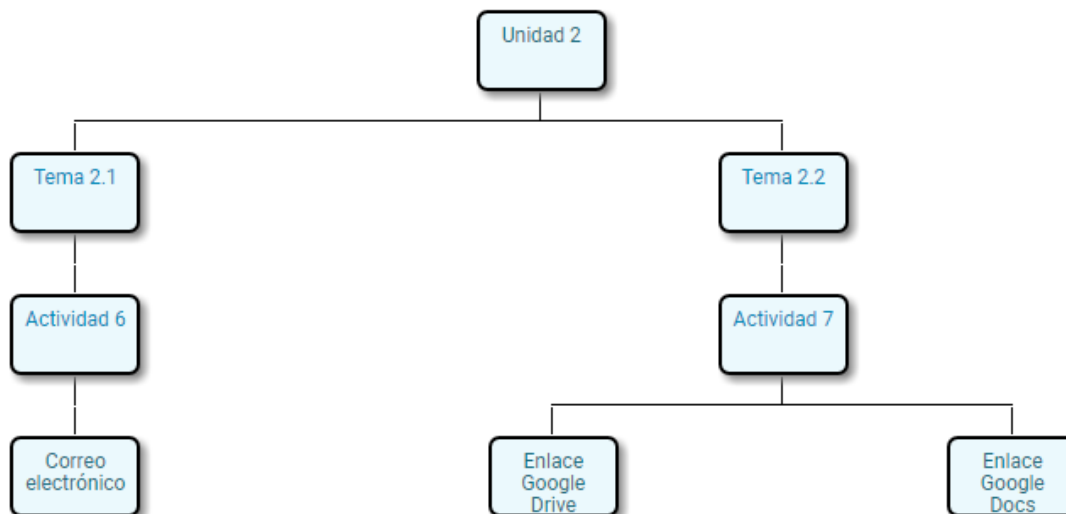 Unidad 2
Tema 2.1
Tema 2.2
Actividad 6
Actividad 7
Correo
electrónico
Enlace
Google
Drive
Enlace
Google
Docs